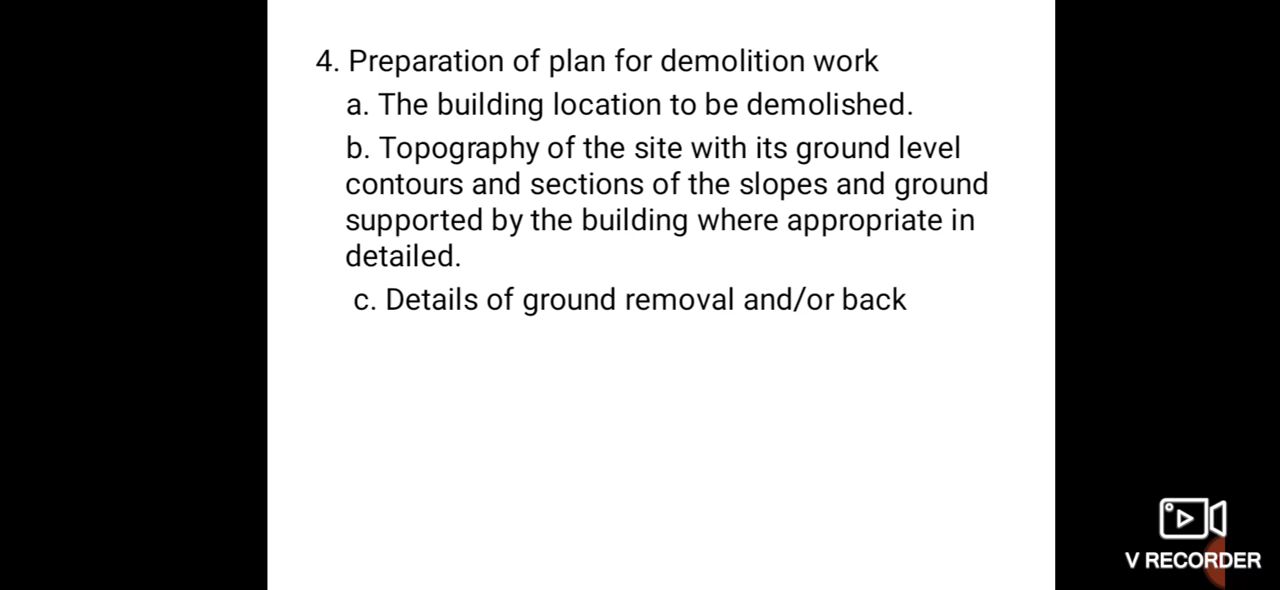 4. Preparation of plan for demolition work
a. The building location to be demolished.
b. Topography of the site with its ground level
contours and sections of the slopes and ground
supported by the building where appropriate in
detailed.
c. Details of ground removal and/or back
V RECORDER